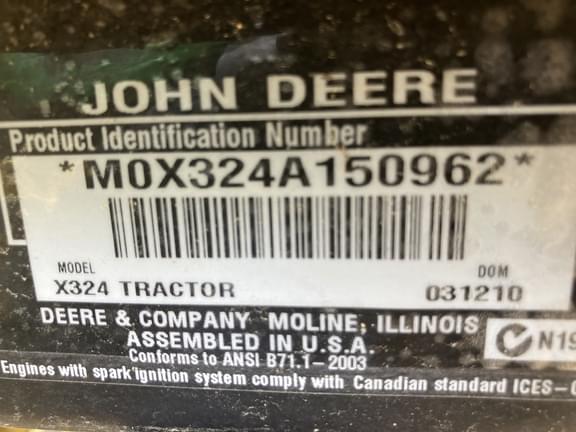 JOHN DEERE
Product Identification Number
*M0X324A150962*
MODEL
DOM
X324 TRACTOR
031210
DEERE & COMPANY MOLINE, ILLINOIS
ASSEMBLED IN U.S.A.
Conforms to ANSI B71.1-2003
Engines with spark ignition system comply with Canadian standard ICES-